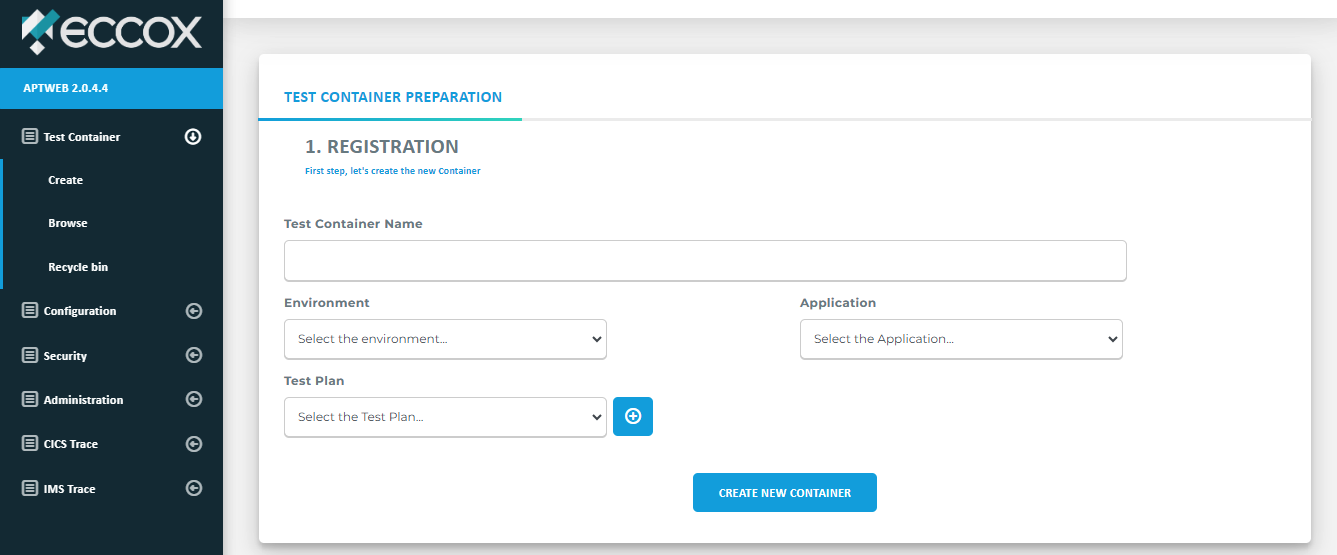 ECCOX
APTWEB 2.0.4.4
Test Container
Create
Browse
Recycle bin
Configuration
Security
Administration
CICS Trace
IMS Trace
TEST CONTAINER PREPARATION
1. REGISTRATION
First step, let's create the new Container
Test Container Name
Environment
Application
Select the environment...
Select the Application...
Test Plan
Select the Test Plan...
CREATE NEW CONTAINER